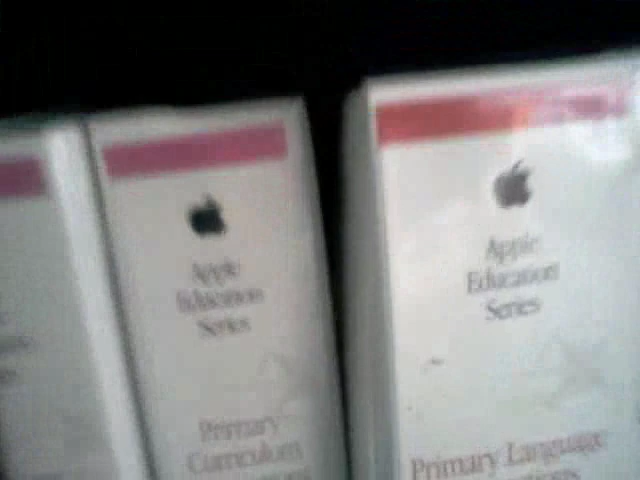 Apple
Education
Series
Primary
Curriculum
Apple
Education
Series
Primary Language